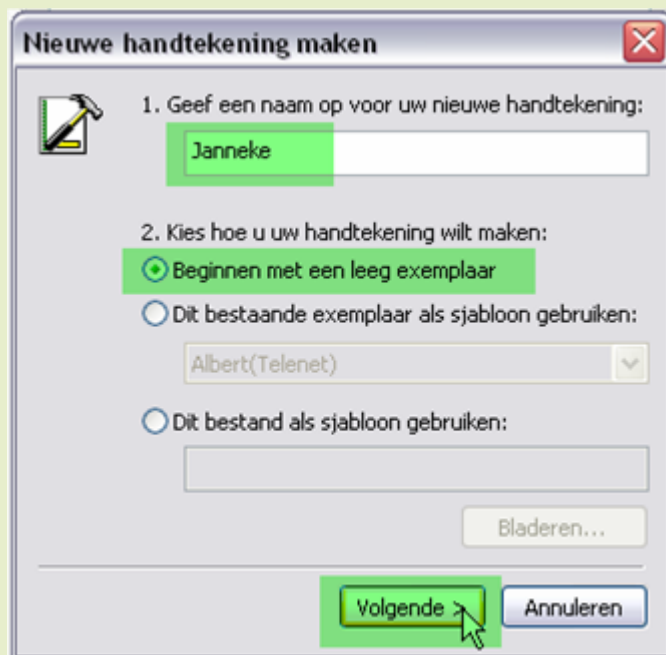 Nieuwe handtekening maken
1. Geef een naam op voor uw nieuwe handtekening:
Janneke
2. Kies hoe u uw handtekening wilt maken:
Beginnen met een leeg exemplaar
Dit bestaande exemplaar als sjabloon gebruiken:
Albert(Telenet)
Dit bestand als sjabloon gebruiken:
Bladeren...
Volgende > Annuleren